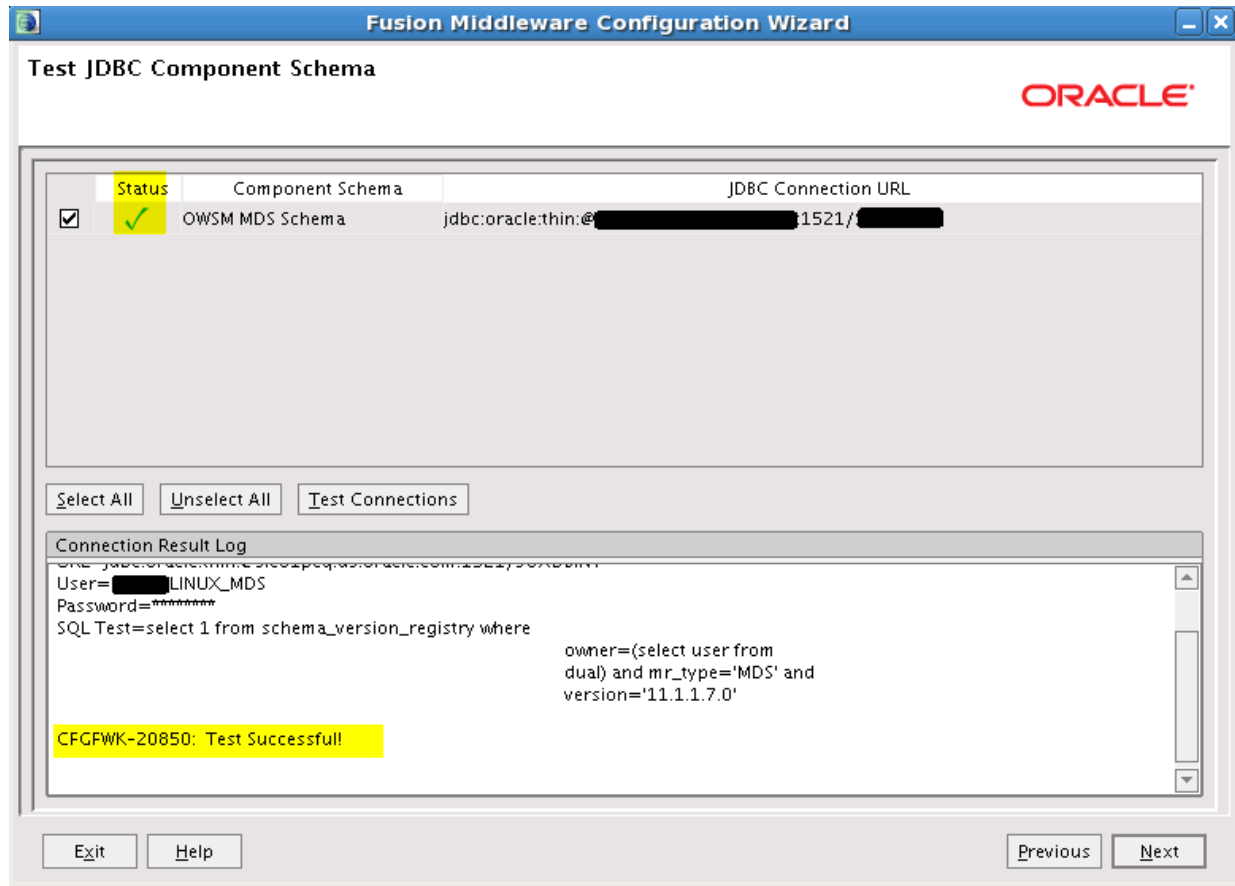 Fusion Middleware Configuration Wizard
Test JDBC Component Schema
ORACLE
Status Component Schema JDBC Connection URL
OWSM MDS Schema jdbc:oracle:thin:@ :1521/
Select All Unselect All Test Connections
Connection Result Log
User= LINUX_MDS
Password=********
SQL Test=select 1 from schema_version_registry where
owner=(select user from
dual) and mr_type='MDS' and
version='11.1.1.7.0'
CFGFWK-20850: Test Successful!
Exit Help Previous Next